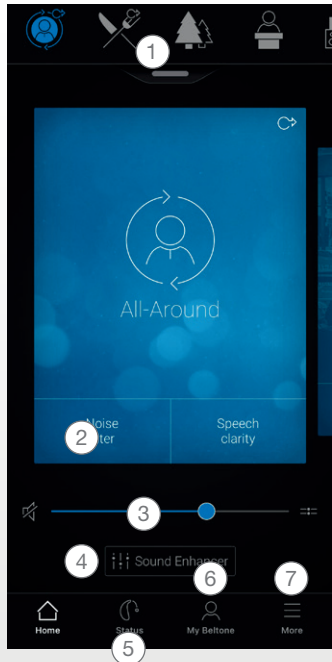 1
All-Around
Noise
2
Speech
clarity
3
4
Sound Enhancer
6
7
Home
Status
My Beltone
More
5